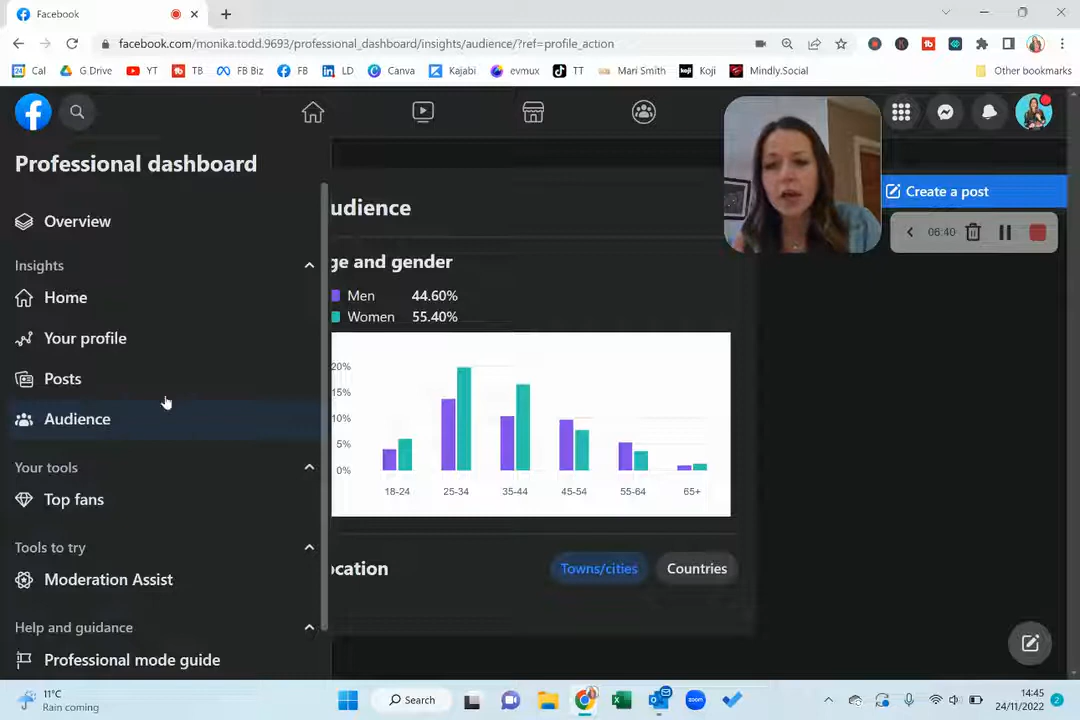 Facebook
facebook.com/monika.todd.9693/professional_dashboard/insights/audience/?ref=profile_action
Cal
G Drive
YT
TB
FB Biz
FB
LD
Canva
Kajabi
evmux
TT
Mari Smith
koji
Koji
Mindly.Social
Other bookmarks
Professional dashboard
Overview
Insights
Home
Your profile
Posts
Audience
Your tools
Top fans
Tools to try
Moderation Assist
Help and guidance
Professional mode guide
udience
ge and gender
Men 44.60%
Women 55.40%
20%
15%
10%
5%
0%
18-24 25-34 35-44 45-54 55-64 65+
ocation
Towns/cities
Countries
Create a post
06:40
11°C
Rain coming
Search
zoom
14:45
24/11/2022
2